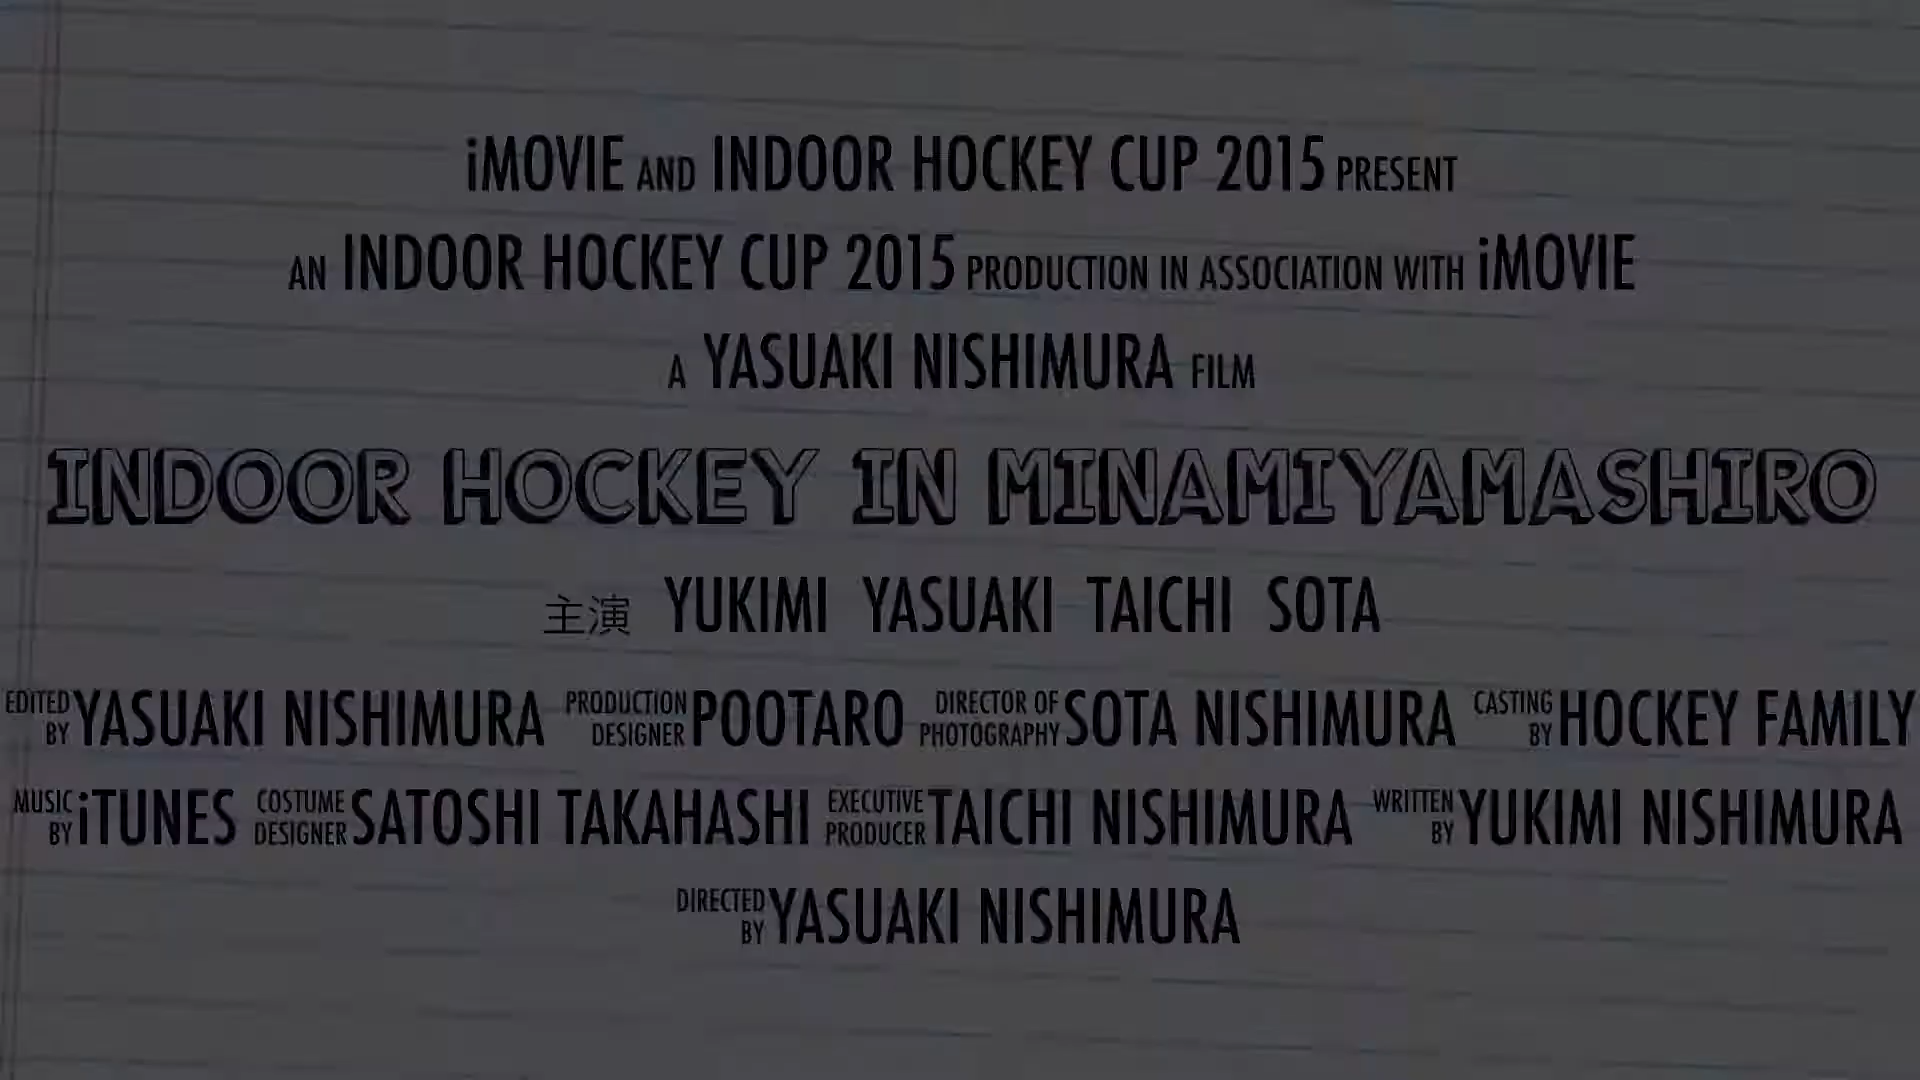 iMOVIE AND INDOOR HOCKEY CUP 2015 PRESENT
AN INDOOR HOCKEY CUP 2015 PRODUCTION IN ASSOCIATION WITH iMOVIE
A YASUAKI NISHIMURA FILM
INDOOR HOCKEY IN MINAMIYAMASHIRO
主演 YUKIMI YASUAKI TAICHI SOTA
EDITED BY YASUAKI NISHIMURA PRODUCTION DESIGNER POOTARO DIRECTOR OF PHOTOGRAPHY SOTA NISHIMURA CASTING BY HOCKEY FAMILY
MUSIC BY iTUNES COSTUME DESIGNER SATOSHI TAKAHASHI EXECUTIVE PRODUCER TAICHI NISHIMURA WRITTEN BY YUKIMI NISHIMURA
DIRECTED BY YASUAKI NISHIMURA